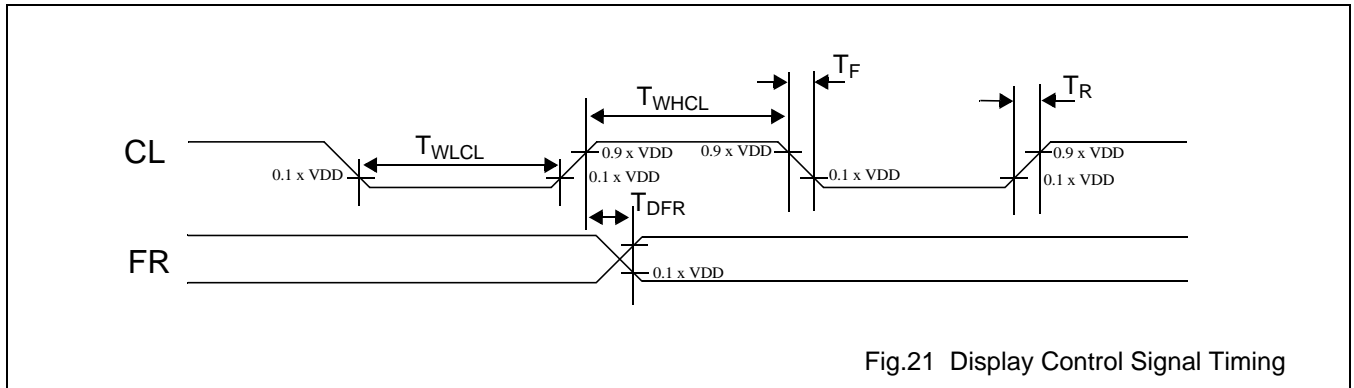 T_F
T_R
T_WHCL
CL
T_WLCL
0.9 x VDD
0.9 x VDD
0.9 x VDD
0.1 x VDD
0.1 x VDD
0.1 x VDD
0.1 x VDD
T_DFR
FR
0.1 x VDD
Fig.21 Display Control Signal Timing